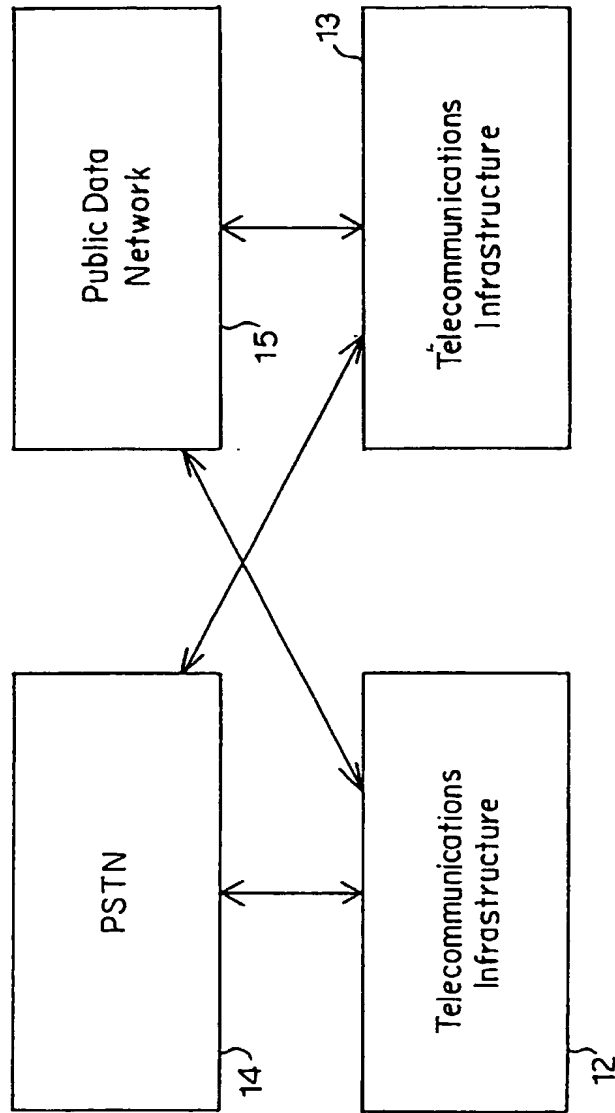 PSTN
14
Public Data
Network
15
Telecommunications
Infrastructure
12
Telecommunications
Infrastructure
13